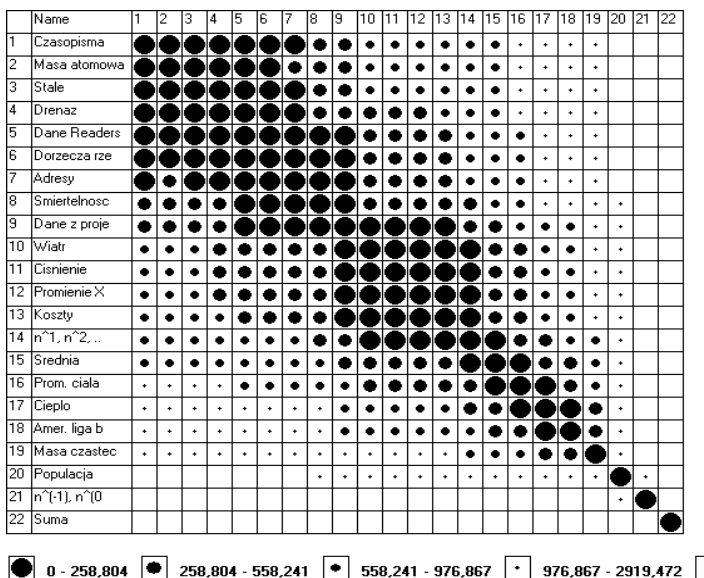 Name 1 2 3 4 5 6 7 8 9 10 11 12 13 14 15 16 17 18 19 20 21 22
1 Czasopisma
2 Masa atomowa
3 Stale
4 Drenaz
5 Dane Readers
6 Dorzecza rze
7 Adresy
8 Smiertelnosc
9 Dane z proje
10 Wiatr
11 Cisnienie
12 Promienie X
13 Koszty
14 n^1, n^2, ..
15 Srednia
16 Prom. ciala
17 Cieplo
18 Amer. liga b
19 Masa czastec
20 Populacja
21 n^(-1), n^(0
22 Suma
0 - 258,804 258,804 - 558,241 558,241 - 976,867 976,867 - 2919,472